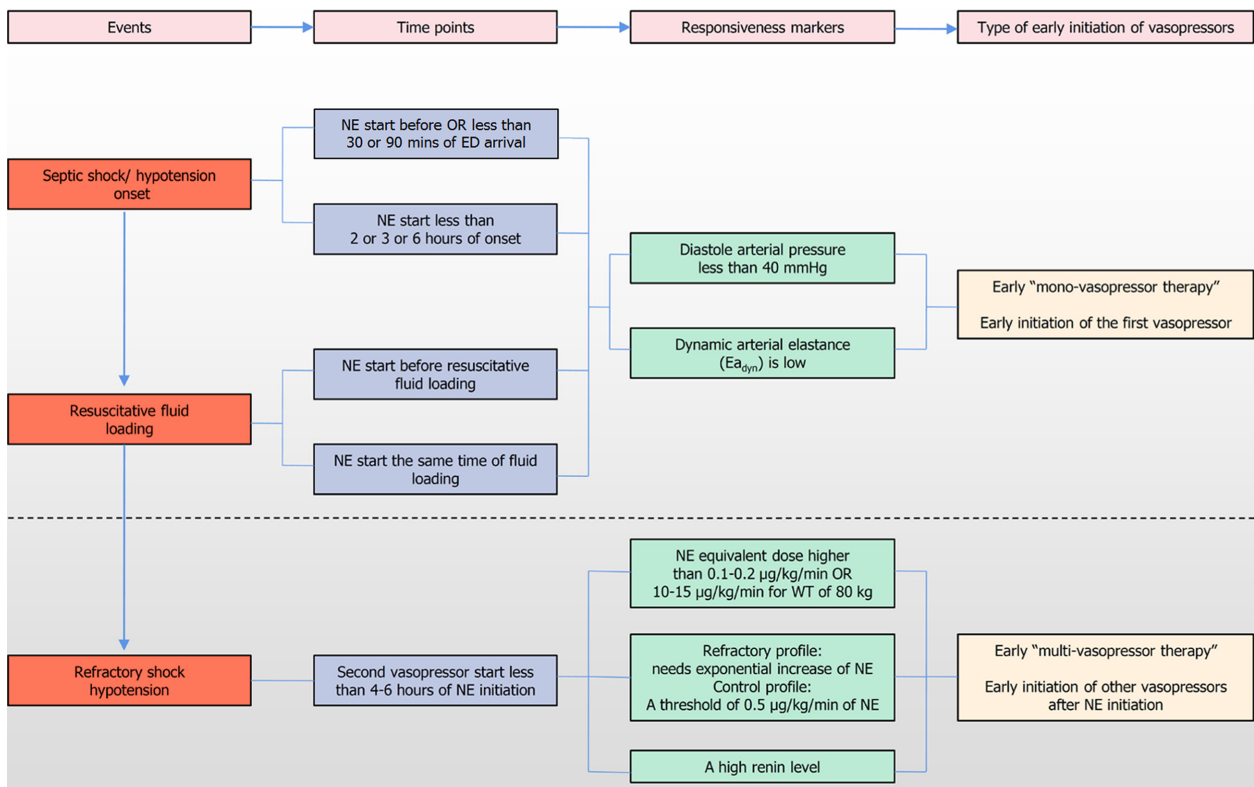 Events
Time points
Responsiveness markers
Type of early initiation of vasopressors
Septic shock/ hypotension
onset
NE start before OR less than
30 or 90 mins of ED arrival
NE start less than
2 or 3 or 6 hours of onset
Diastole arterial pressure
less than 40 mmHg
Dynamic arterial elastance
(Eadyn) is low
Early “mono-vasopressor therapy”
Early initiation of the first vasopressor
Resuscitative fluid
loading
NE start before resuscitative
fluid loading
NE start the same time of fluid
loading
Refractory shock
hypotension
Second vasopressor start less
than 4-6 hours of NE initiation
NE equivalent dose higher
than 0.1-0.2 µg/kg/min OR
10-15 µg/kg/min for WT of 80 kg
Refractory profile:
needs exponential increase of NE
Control profile:
A threshold of 0.5 µg/kg/min of NE
A high renin level
Early “multi-vasopressor therapy”
Early initiation of other vasopressors
after NE initiation